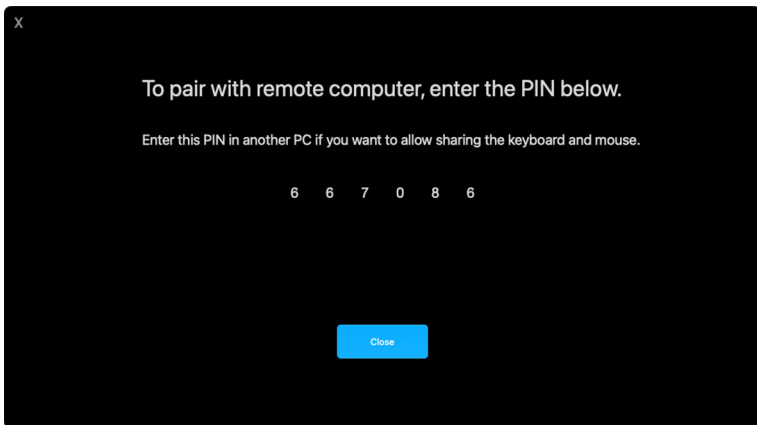 X
To pair with remote computer, enter the PIN below.
Enter this PIN in another PC if you want to allow sharing the keyboard and mouse.
6 6 7 0 8 6
Close